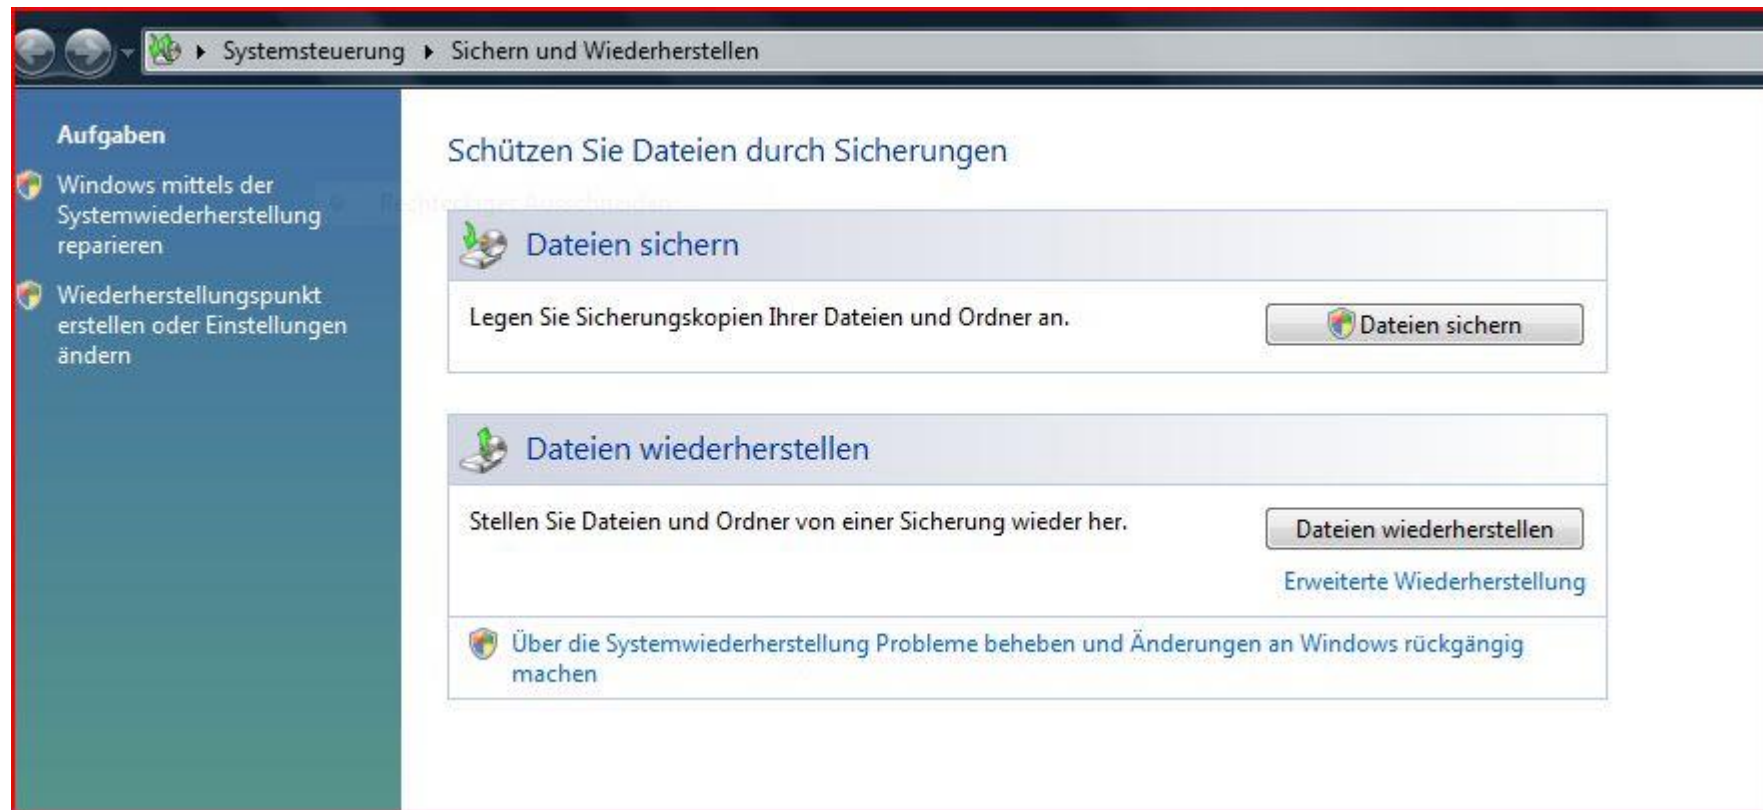 Systemsteuerung Sichern und Wiederherstellen
Aufgaben
Windows mittels der
Systemwiederherstellung
reparieren
Wiederherstellungspunkt
erstellen oder Einstellungen
ändern
Schützen Sie Dateien durch Sicherungen
Rechteckiges Ausschneiden
Dateien sichern
Legen Sie Sicherungskopien Ihrer Dateien und Ordner an.
Dateien sichern
Dateien wiederherstellen
Stellen Sie Dateien und Ordner von einer Sicherung wieder her.
Dateien wiederherstellen
Erweiterte Wiederherstellung
Über die Systemwiederherstellung Probleme beheben und Änderungen an Windows rückgängig
machen